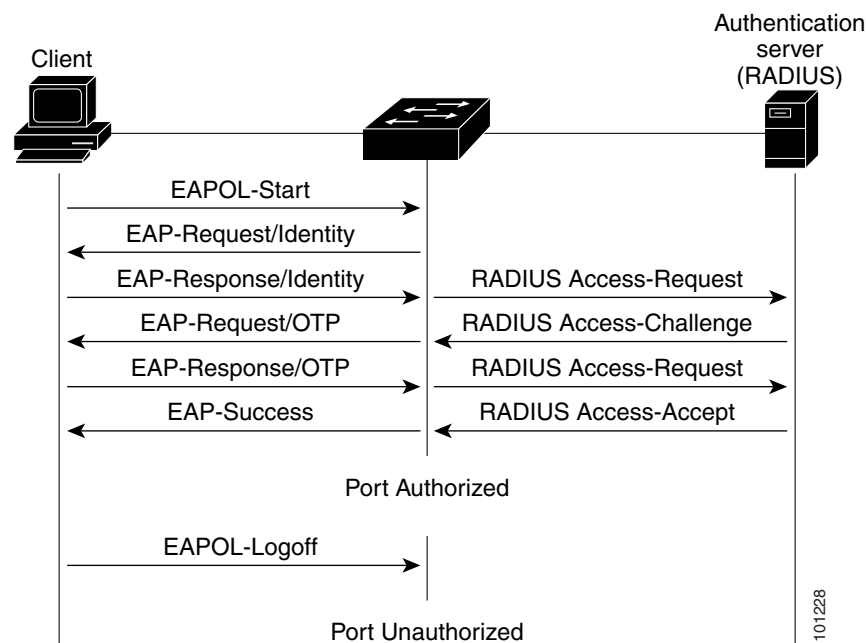 Client
Authentication
server
(RADIUS)
EAPOL-Start
EAP-Request/Identity
EAP-Response/Identity
RADIUS Access-Request
EAP-Request/OTP
RADIUS Access-Challenge
EAP-Response/OTP
RADIUS Access-Request
EAP-Success
RADIUS Access-Accept
Port Authorized
EAPOL-Logoff
Port Unauthorized
101228